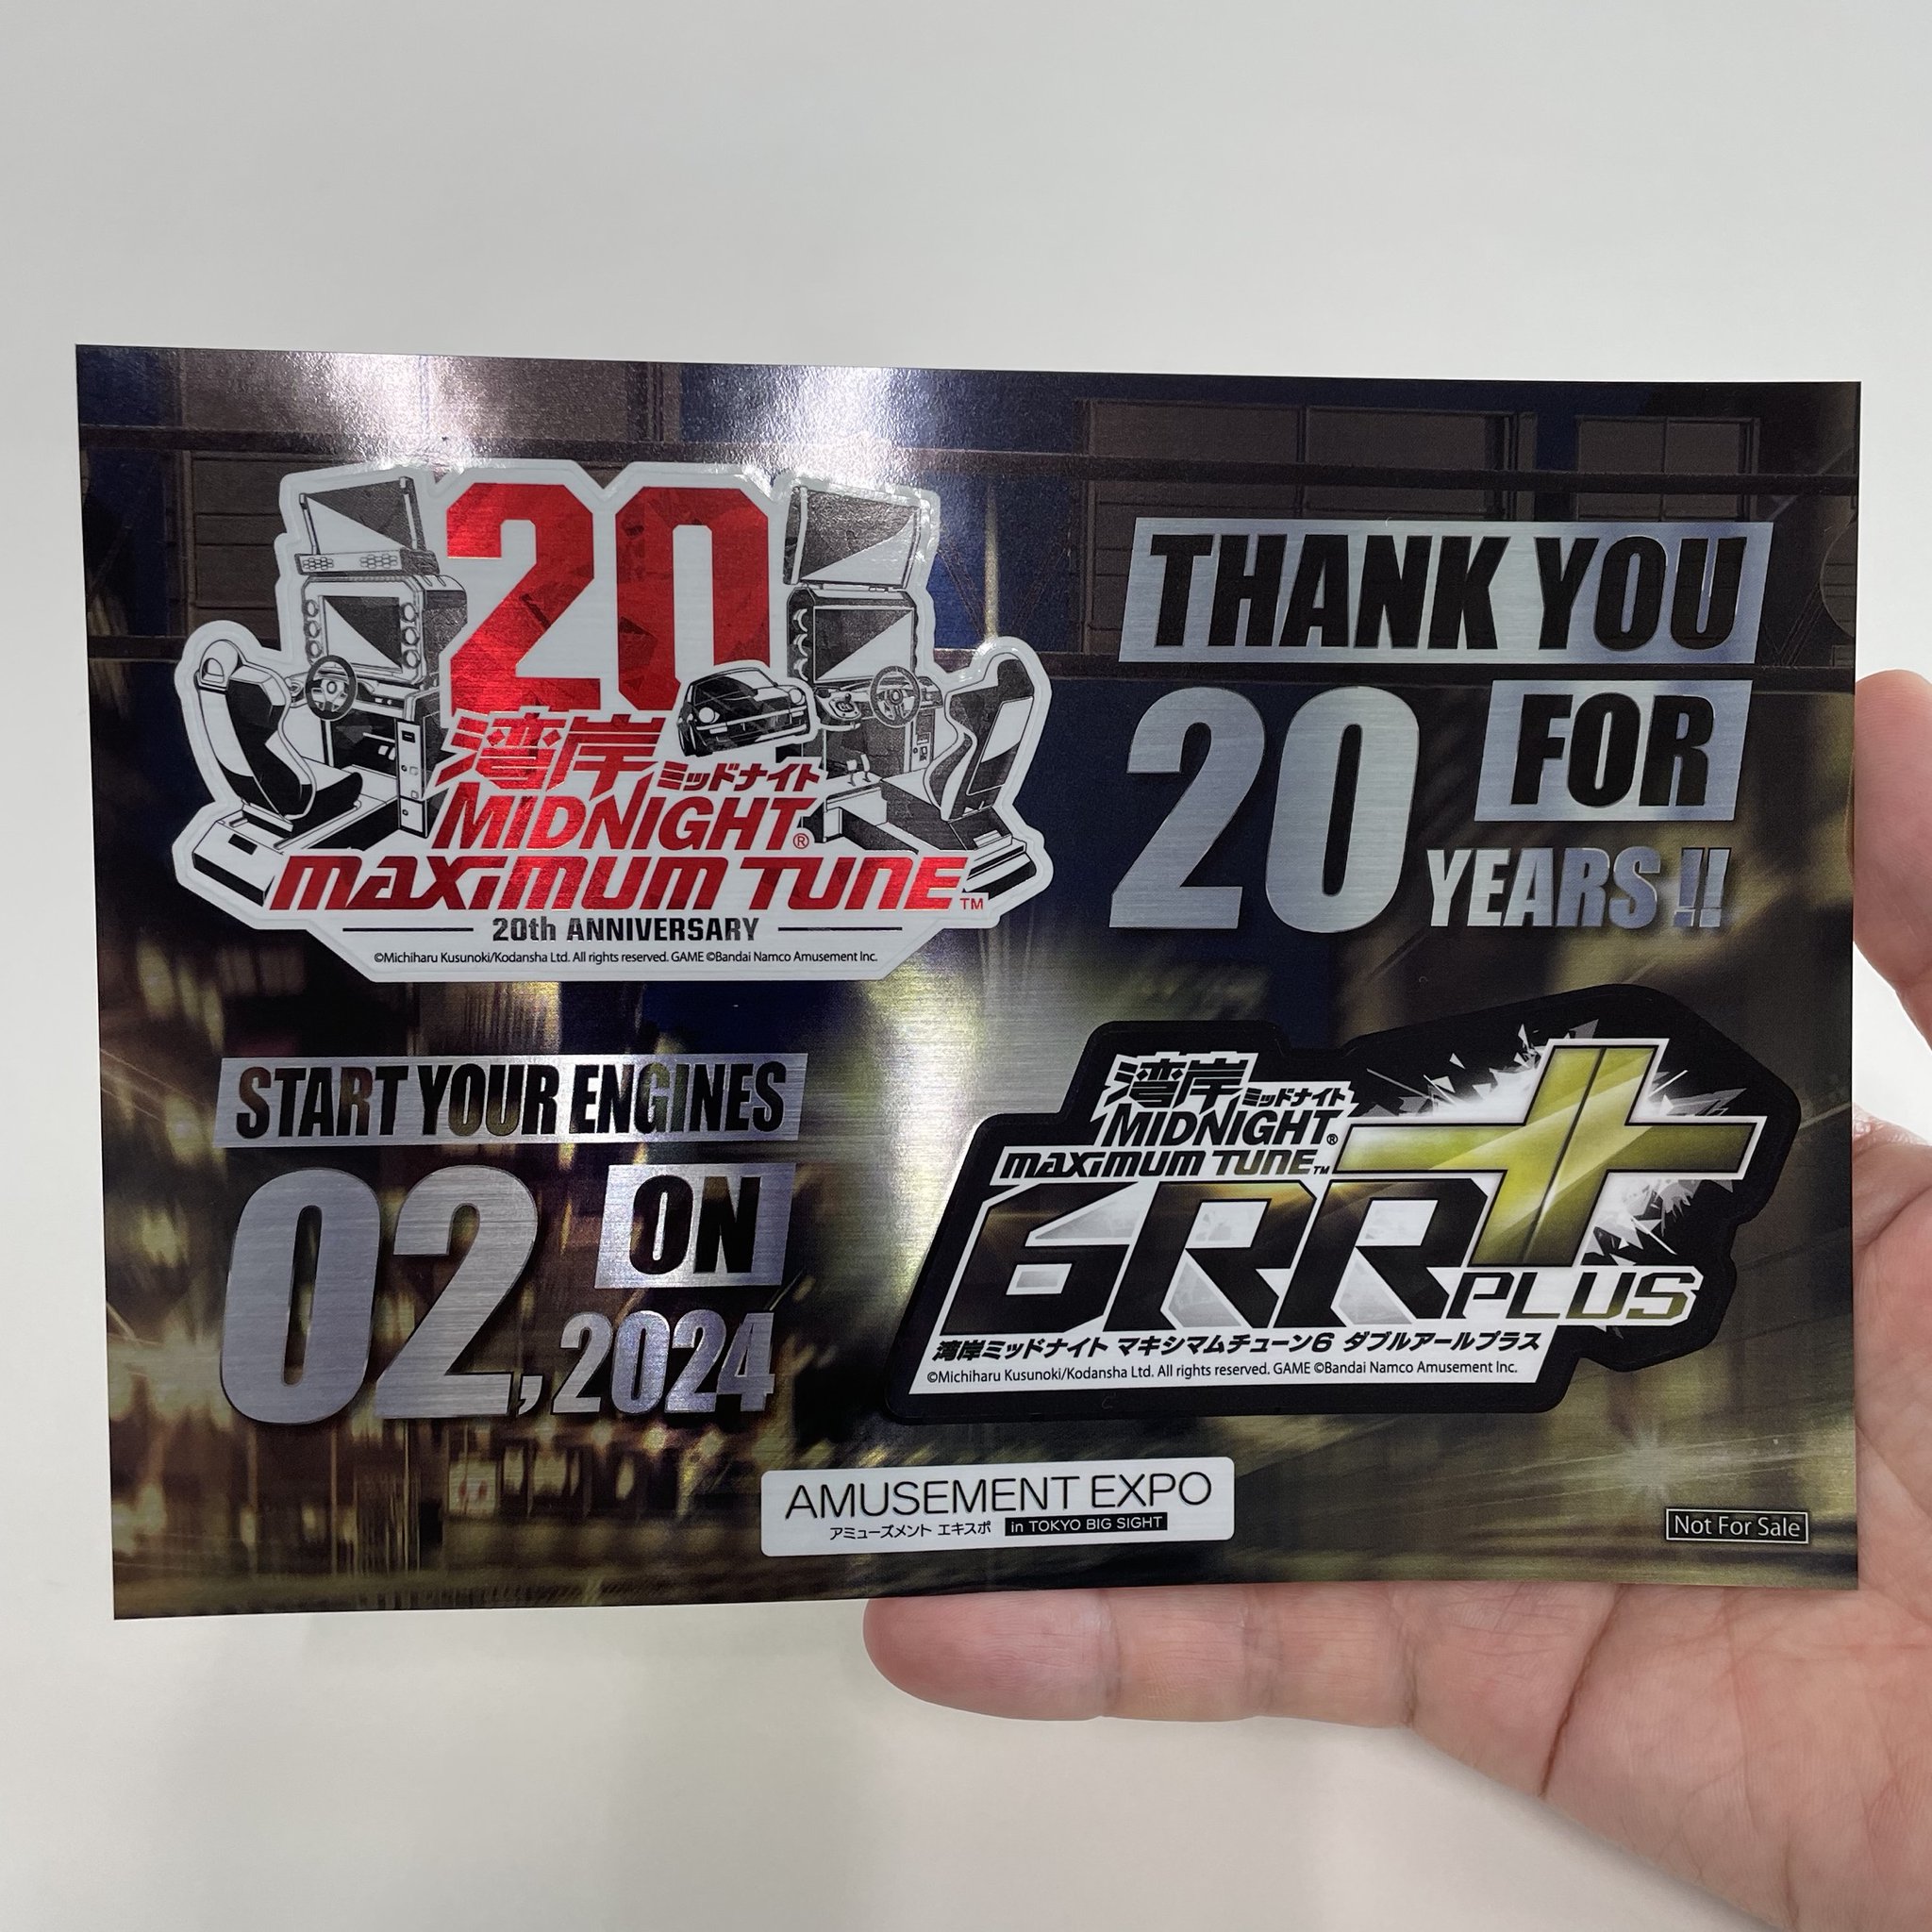 20
湾岸ミッドナイト
MIDNIGHT®
MAXIMUM TUNE™
20th ANNIVERSARY
©Michiharu Kusunoki/Kodansha Ltd. All rights reserved. GAME ©Bandai Namco Amusement Inc.
THANK YOU
FOR
20
YEARS !!
START YOUR ENGINES
ON
02,2024
湾岸ミッドナイト
MIDNIGHT®
MAXIMUM TUNE™
6RR+
PLUS
湾岸ミッドナイト マキシマムチューン6 ダブルアールプラス
©Michiharu Kusunoki/Kodansha Ltd. All rights reserved. GAME ©Bandai Namco Amusement Inc.
AMUSEMENT EXPO
アミューズメント エキスポ in TOKYO BIG SIGHT
Not For Sale